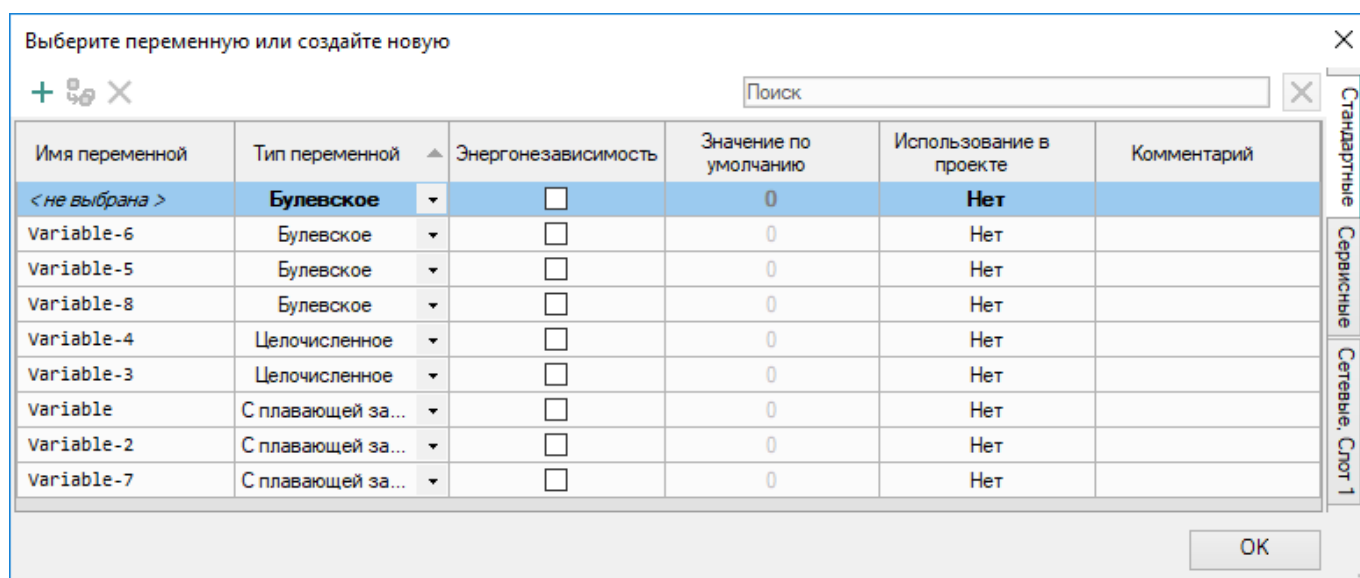 Выберите переменную или создайте новую
Поиск
Имя переменной Тип переменной Энергонезависимость Значение по умолчанию Использование в проекте Комментарий
<не выбрана> Булевское 0 Нет
Variable-6 Булевское 0 Нет
Variable-5 Булевское 0 Нет
Variable-8 Булевское 0 Нет
Variable-4 Целочисленное 0 Нет
Variable-3 Целочисленное 0 Нет
Variable С плавающей за... 0 Нет
Variable-2 С плавающей за... 0 Нет
Variable-7 С плавающей за... 0 Нет
Стандартные
Сервисные
Сетевые, Слот 1
OK